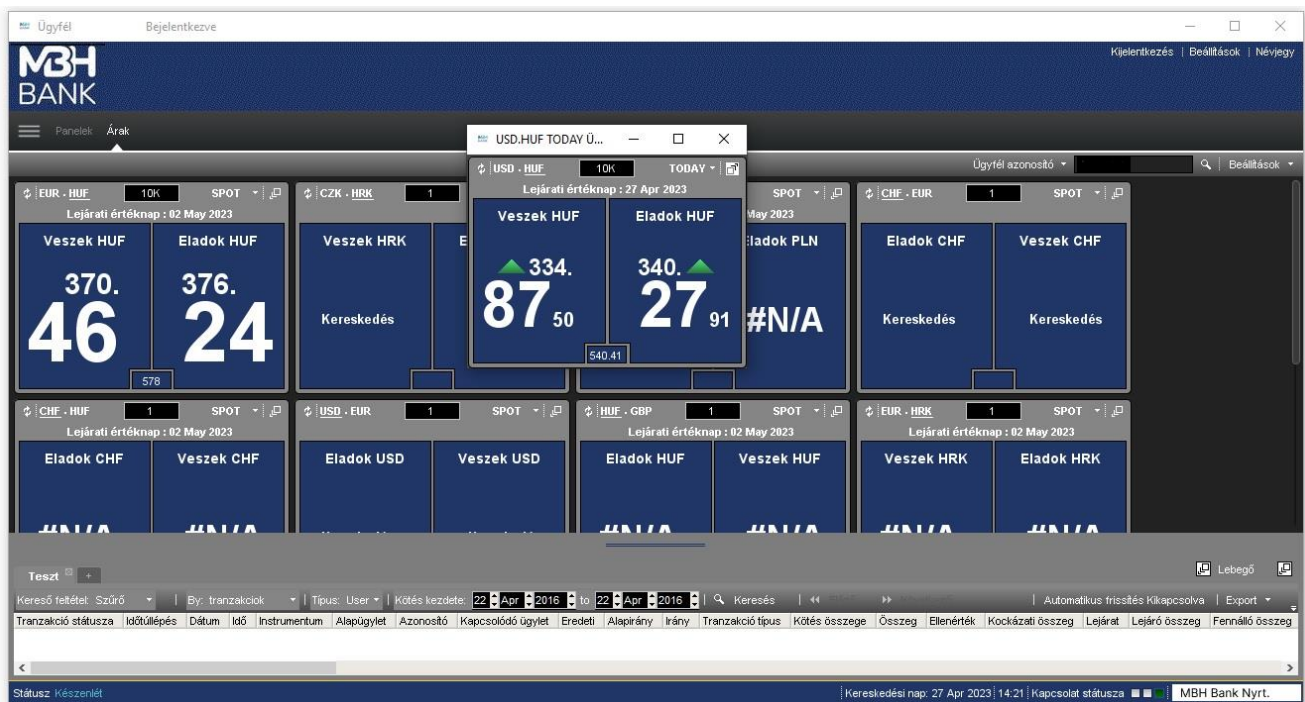 Ügyfél Bejelentkezve
MBH
BANK
Kijelentkezés | Beállítások | Névjegy
Panelek Árak
Ügyfél azonosító Beállítások
USD.HUF TODAY Ü...
USD . HUF 10K TODAY
Lejárati értéknap : 27 Apr 2023
Veszek HUF Eladok HUF
334. 340.
87 50 27 91
540.41
EUR . HUF 10K SPOT
Lejárati értéknap : 02 May 2023
Veszek HUF Eladok HUF
370. 376.
46 24
578
CZK . HRK 1
Veszek HRK E
Kereskedés
SPOT
May 2023
Eladok PLN
#N/A
CHF . EUR 1 SPOT
Eladok CHF Veszek CHF
Kereskedés Kereskedés
CHF . HUF 1 SPOT
Lejárati értéknap : 02 May 2023
Eladok CHF Veszek CHF
#N/A #N/A
USD . EUR 1 SPOT
Eladok USD Veszek USD
HUF . GBP 1 SPOT
Lejárati értéknap : 02 May 2023
Eladok HUF Veszek HUF
#N/A #N/A
EUR . HRK 1 SPOT
Lejárati értéknap : 02 May 2023
Veszek HRK Eladok HRK
#N/A #N/A
Teszt + Lebegő
Kereső feltétel: Szűrő | By: tranzakciok | Típus: User | Kötés kezdete: 22 Apr 2016 to 22 Apr 2016 | Keresés | Automatikus frissítés Kikapcsolva | Export
Tranzakció státusza Időtúllépés Dátum Idő Instrumentum Alapügylet Azonosító Kapcsolódó ügylet Eredeti Alapirány Irány Tranzakció típus Kötés összege Összeg Ellenérték Kockázati összeg Lejárat Lejáró összeg Fennálló összeg
Státusz Készenlét Kereskedési nap: 27 Apr 2023 14:21 Kapcsolat státusza MBH Bank Nyrt.